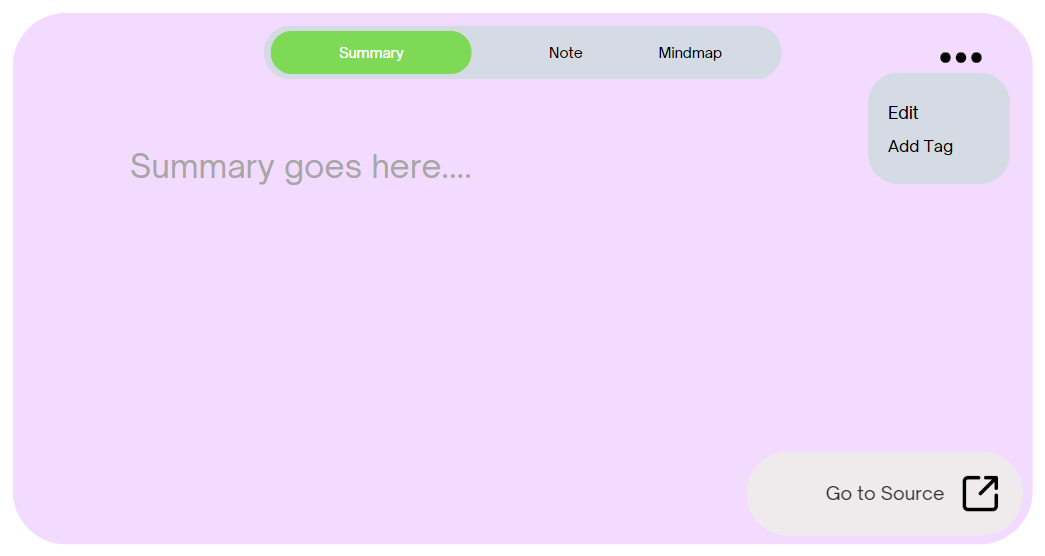 Summary Note Mindmap
Edit
Add Tag
Summary goes here....
Go to Source